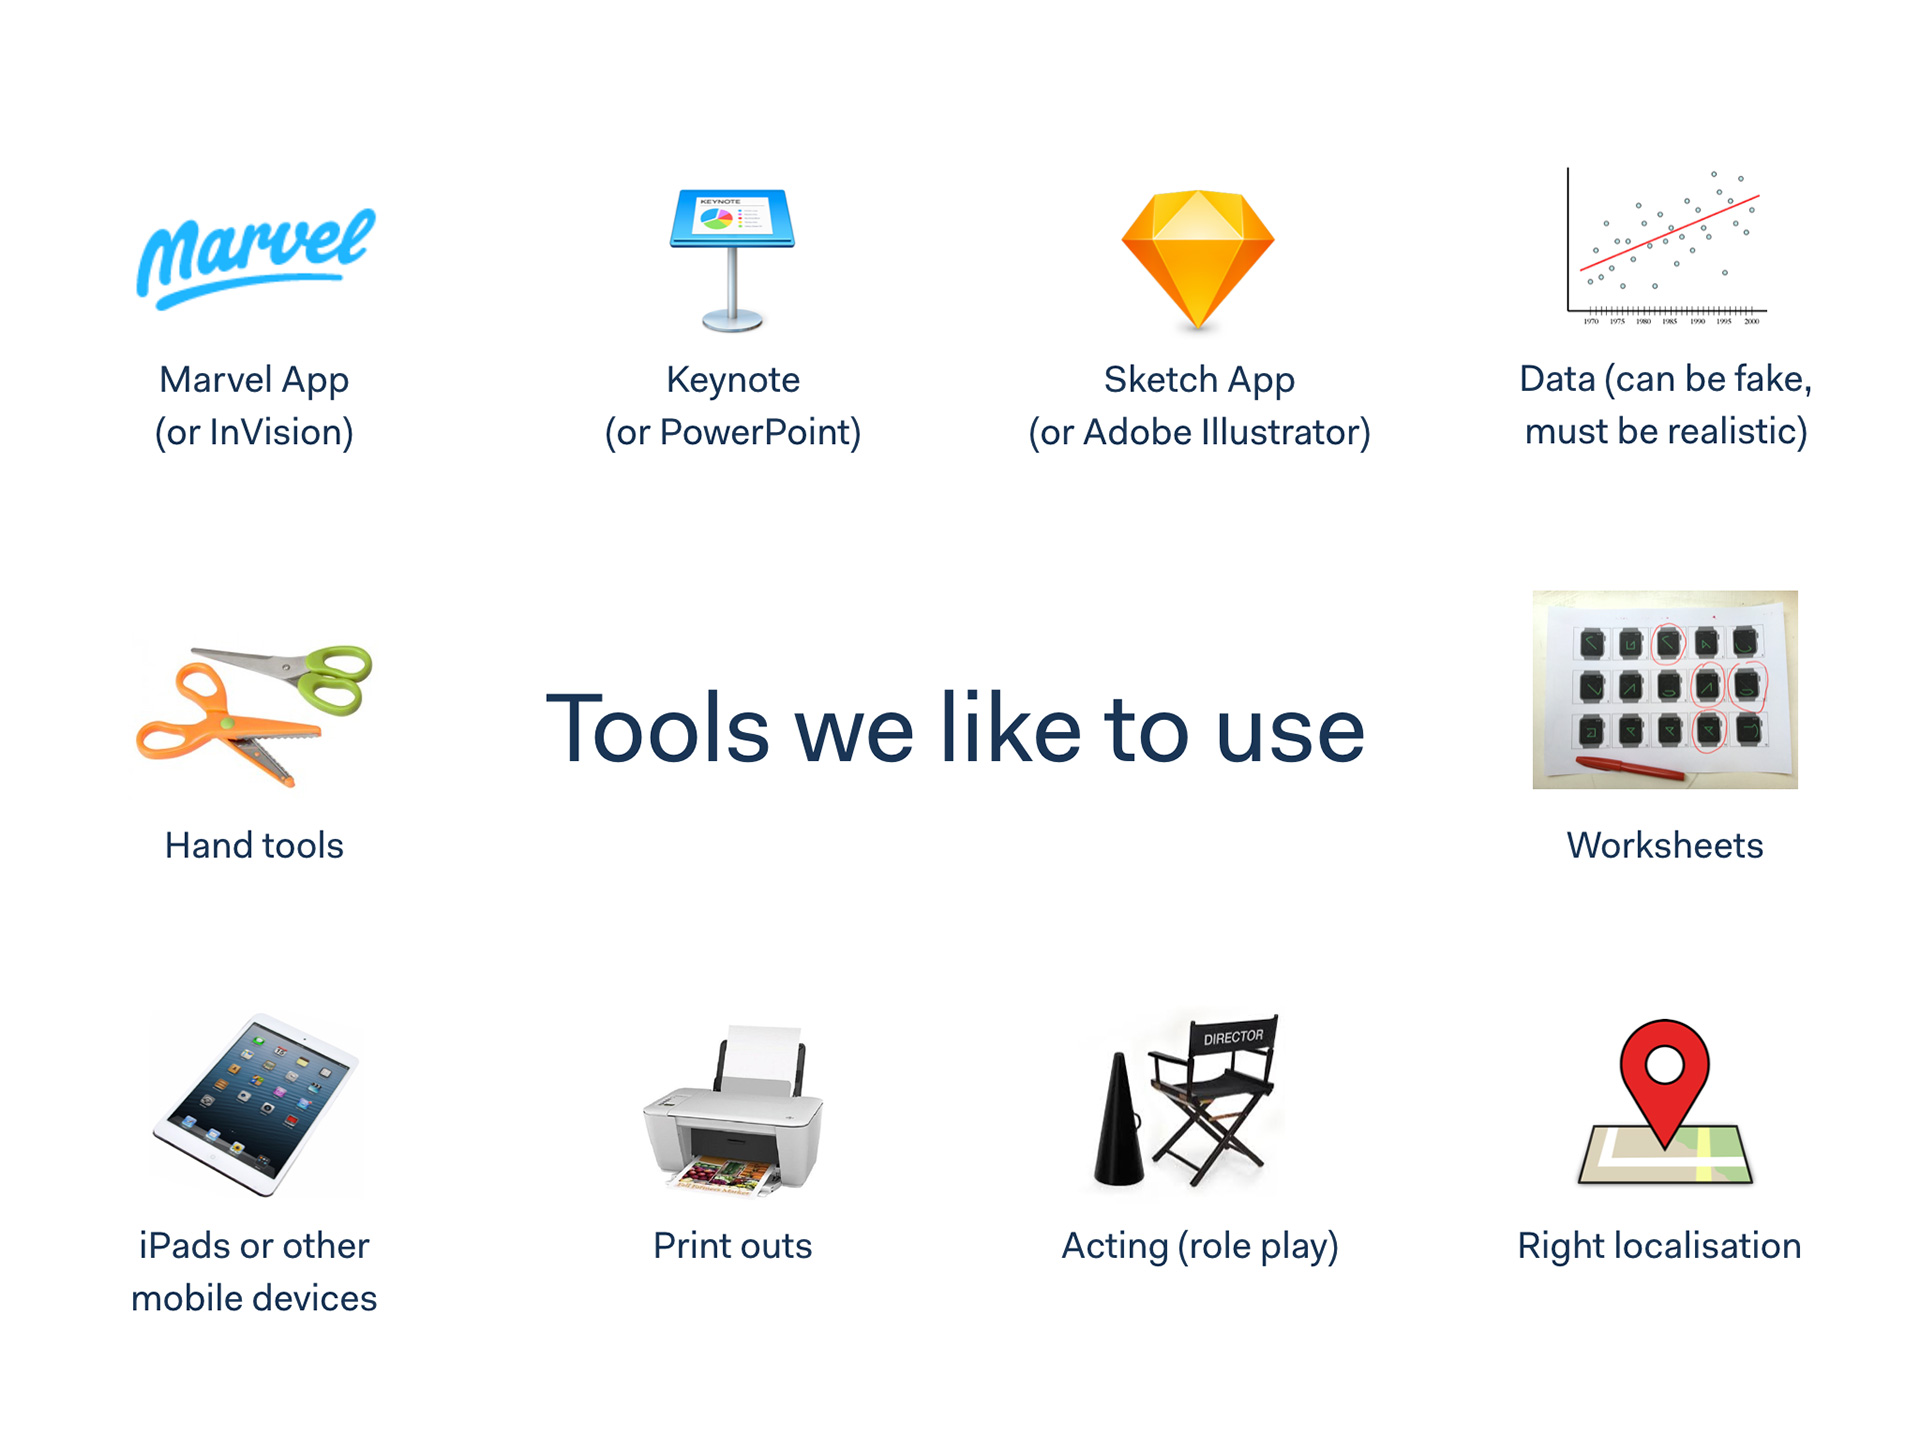 Marvel
KEYNOTE
1970 1975 1980 1985 1990 1995 2000
Marvel App
(or InVision)
Keynote
(or PowerPoint)
Sketch App
(or Adobe Illustrator)
Data (can be fake,
must be realistic)
Tools we like to use
Hand tools
Worksheets
DIRECTOR
iPads or other
mobile devices
Print outs
Acting (role play)
Right localisation